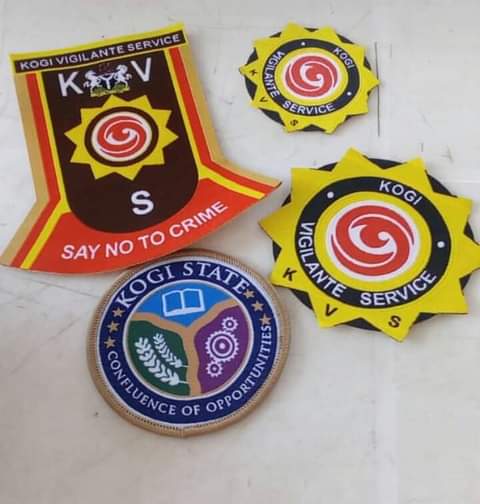 KOGI VIGILANTE SERVICE
K V
S
SAY NO TO CRIME
KOGI
VIGILANTE SERVICE
K V S
KOGI
VIGILANTE SERVICE
K V S
KOGI STATE
CONFLUENCE OF OPPORTUNITIES